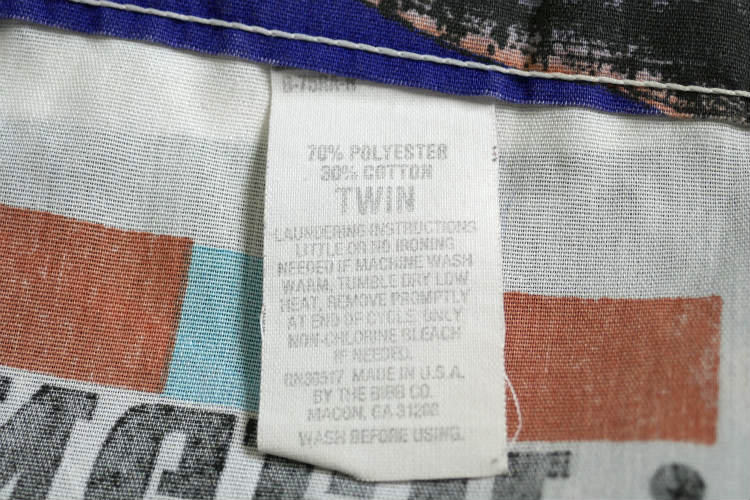 70% POLYESTER
30% COTTON
TWIN
LAUNDERING INSTRUCTIONS
LITTLE OR NO IRONING
NEEDED IF MACHINE WASH
WARM, TUMBLE DRY LOW
HEAT, REMOVE PROMPTLY
AT END OF CYCLE. ONLY
NON-CHLORINE BLEACH
IF NEEDED.
MADE IN U.S.A.
BY THE BIBB CO.
MACON, GA 31208
WASH BEFORE USING.